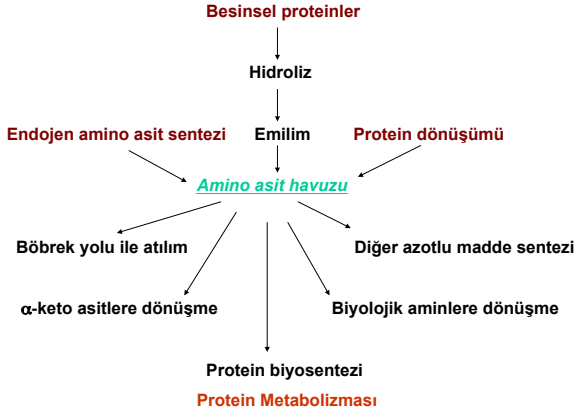 Besinsel proteinler
Hidroliz
Endojen amino asit sentezi
Emilim
Protein dönüşümü
Amino asit havuzu
Böbrek yolu ile atılım
Diğer azotlu madde sentezi
α-keto asitlere dönüşme
Biyolojik aminlere dönüşme
Protein biyosentezi
Protein Metabolizması